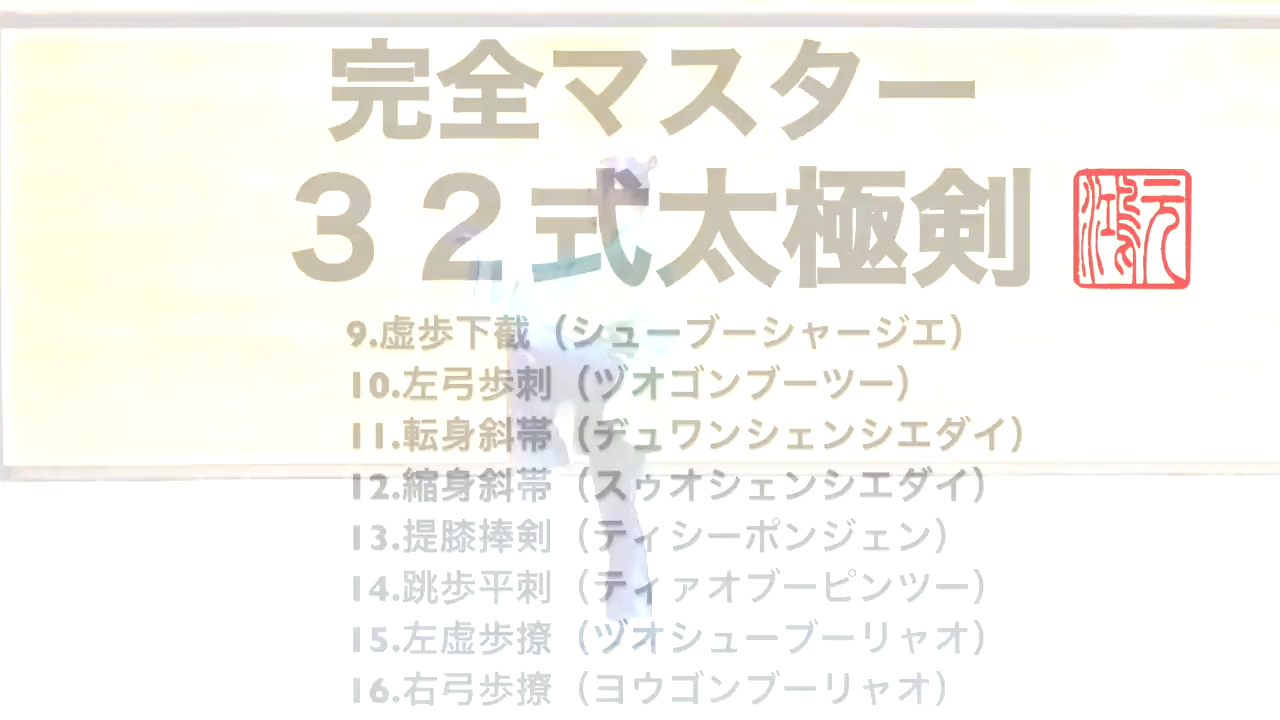 完全マスター
３２式太極剣
元鴻
9.虚歩下截（シューブーシャージエ）
10.左弓歩刺（ヅオゴンブーツー）
11.転身斜帯（ヂュワンシェンシエダイ）
12.縮身斜帯（スゥオシェンシエダイ）
13.提膝捧剣（ティシーポンジェン）
14.跳歩平刺（ティァオブーピンツー）
15.左虚歩撩（ヅオシューブーリャオ）
16.右弓歩撩（ヨウゴンブーリャオ）